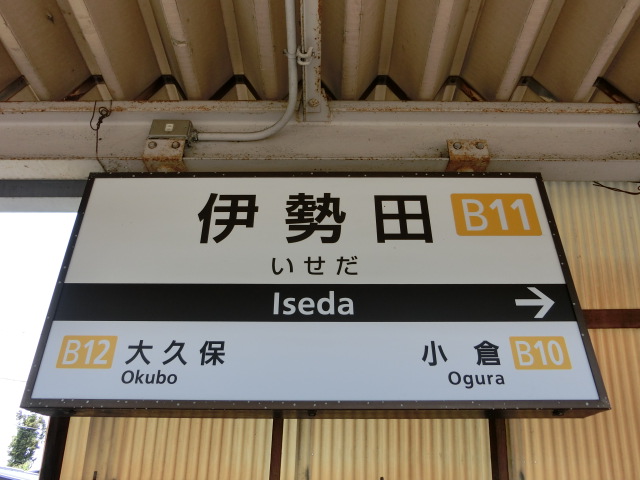 伊勢田 B11
いせだ
Iseda →
B12 大久保 小倉 B10
Okubo Ogura